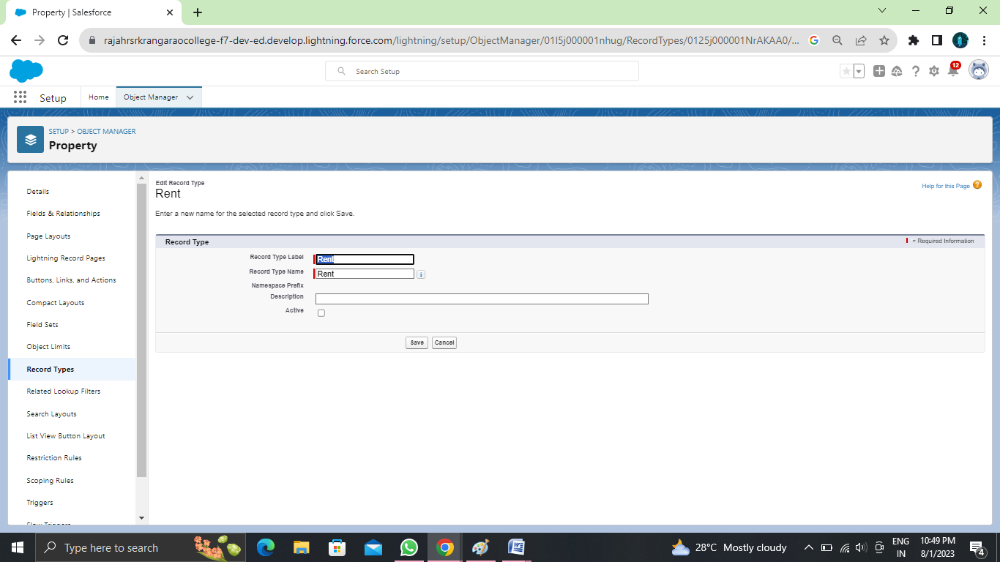 Property | Salesforce
rajahrsrkrangaraocollege-f7-dev-ed.develop.lightning.force.com/lightning/setup/ObjectManager/01I5j000001nhug/RecordTypes/0125j000001NrAKAA0/...
Search Setup
12
Setup
Home
Object Manager
SETUP > OBJECT MANAGER
Property
Details
Fields & Relationships
Page Layouts
Lightning Record Pages
Buttons, Links, and Actions
Compact Layouts
Field Sets
Object Limits
Record Types
Related Lookup Filters
Search Layouts
List View Button Layout
Restriction Rules
Scoping Rules
Triggers
Flow Triggers
Edit Record Type
Rent
Help for this Page
Enter a new name for the selected record type and click Save.
Record Type
= Required Information
Record Type Label Rent
Record Type Name Rent
Namespace Prefix
Description
Active
Save Cancel
Type here to search
28°C Mostly cloudy
ENG
IN
10:49 PM
8/1/2023
4